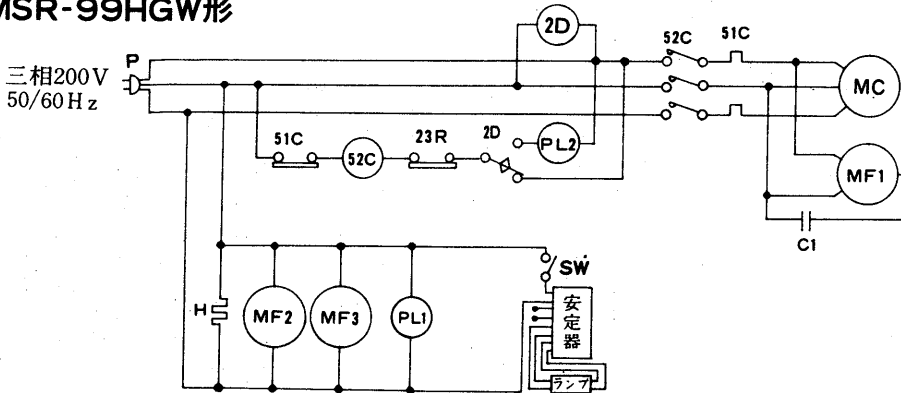 MSR-99HGW形
三相200V
50/60Hz
P
2D
52C
51C
MC
51C
52C
23R
2D
PL2
MF1
C1
H
MF2
MF3
PL1
SW
安定器
ランプ